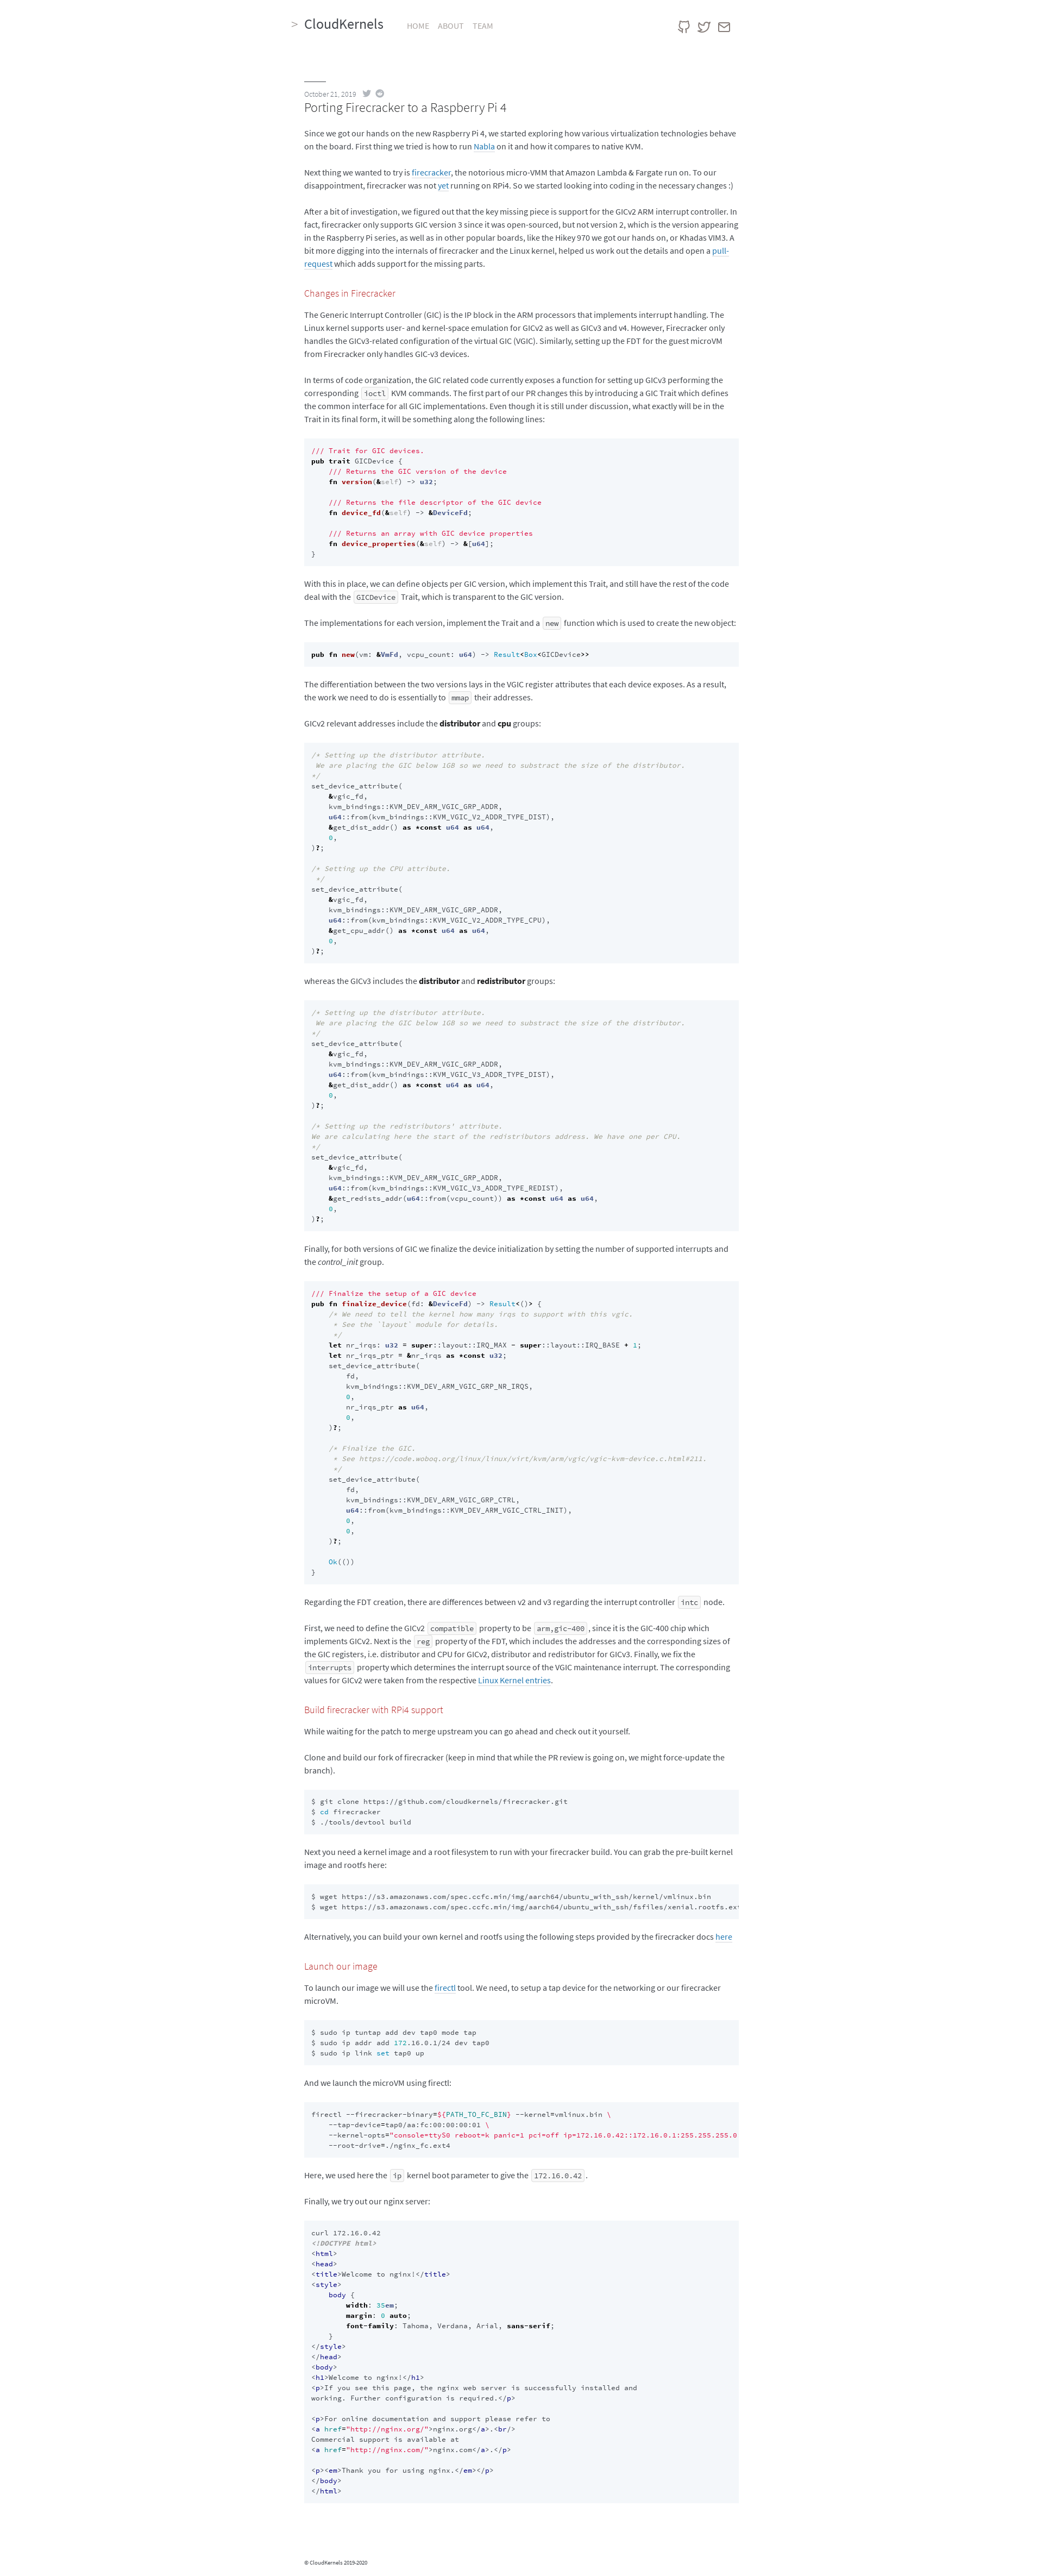 > CloudKernels
HOME ABOUT TEAM
October 21, 2019
Porting Firecracker to a Raspberry Pi 4
Since we got our hands on the new Raspberry Pi 4, we started exploring how various virtualization technologies behave
on the board. First thing we tried is how to run Nabla on it and how it compares to native KVM.
Next thing we wanted to try is firecracker, the notorious micro-VMM that Amazon Lambda & Fargate run on. To our
disappointment, firecracker was not yet running on RPi4. So we started looking into coding in the necessary changes :)
After a bit of investigation, we figured out that the key missing piece is support for the GICv2 ARM interrupt controller. In
fact, firecracker only supports GIC version 3 since it was open-sourced, but not version 2, which is the version appearing
in the Raspberry Pi series, as well as in other popular boards, like the Hikey 970 we got our hands on, or Khadas VIM3. A
bit more digging into the internals of firecracker and the Linux kernel, helped us work out the details and open a pull-
request which adds support for the missing parts.
Changes in Firecracker
The Generic Interrupt Controller (GIC) is the IP block in the ARM processors that implements interrupt handling. The
Linux kernel supports user- and kernel-space emulation for GICv2 as well as GICv3 and v4. However, Firecracker only
handles the GICv3-related configuration of the virtual GIC (VGIC). Similarly, setting up the FDT for the guest microVM
from Firecracker only handles GIC-v3 devices.
In terms of code organization, the GIC related code currently exposes a function for setting up GICv3 performing the
corresponding ioctl KVM commands. The first part of our PR changes this by introducing a GIC Trait which defines
the common interface for all GIC implementations. Even though it is still under discussion, what exactly will be in the
Trait in its final form, it will be something along the following lines:
/// Trait for GIC devices.
pub trait GICDevice {
    /// Returns the GIC version of the device
    fn version(&self) -> u32;
    /// Returns the file descriptor of the GIC device
    fn device_fd(&self) -> &DeviceFd;
    /// Returns an array with GIC device properties
    fn device_properties(&self) -> &[u64];
}
With this in place, we can define objects per GIC version, which implement this Trait, and still have the rest of the code
deal with the GICDevice Trait, which is transparent to the GIC version.
The implementations for each version, implement the Trait and a new function which is used to create the new object:
pub fn new(vm: &VmFd, vcpu_count: u64) -> Result<Box<GICDevice>>
The differentiation between the two versions lays in the VGIC register attributes that each device exposes. As a result,
the work we need to do is essentially to mmap their addresses.
GICv2 relevant addresses include the distributor and cpu groups:
/* Setting up the distributor attribute.
 We are placing the GIC below 1GB so we need to substract the size of the distributor.
*/
set_device_attribute(
    &vgic_fd,
    kvm_bindings::KVM_DEV_ARM_VGIC_GRP_ADDR,
    u64::from(kvm_bindings::KVM_VGIC_V2_ADDR_TYPE_DIST),
    &get_dist_addr() as *const u64 as u64,
    0,
)?;
/* Setting up the CPU attribute.
 */
set_device_attribute(
    &vgic_fd,
    kvm_bindings::KVM_DEV_ARM_VGIC_GRP_ADDR,
    u64::from(kvm_bindings::KVM_VGIC_V2_ADDR_TYPE_CPU),
    &get_cpu_addr() as *const u64 as u64,
    0,
)?;
whereas the GICv3 includes the distributor and redistributor groups:
/* Setting up the distributor attribute.
 We are placing the GIC below 1GB so we need to substract the size of the distributor.
*/
set_device_attribute(
    &vgic_fd,
    kvm_bindings::KVM_DEV_ARM_VGIC_GRP_ADDR,
    u64::from(kvm_bindings::KVM_VGIC_V3_ADDR_TYPE_DIST),
    &get_dist_addr() as *const u64 as u64,
    0,
)?;
/* Setting up the redistributors' attribute.
We are calculating here the start of the redistributors address. We have one per CPU.
*/
set_device_attribute(
    &vgic_fd,
    kvm_bindings::KVM_DEV_ARM_VGIC_GRP_ADDR,
    u64::from(kvm_bindings::KVM_VGIC_V3_ADDR_TYPE_REDIST),
    &get_redists_addr(u64::from(vcpu_count)) as *const u64 as u64,
    0,
)?;
Finally, for both versions of GIC we finalize the device initialization by setting the number of supported interrupts and
the control_init group.
/// Finalize the setup of a GIC device
pub fn finalize_device(fd: &DeviceFd) -> Result<()> {
    /* We need to tell the kernel how many irqs to support with this vgic.
     * See the `layout` module for details.
     */
    let nr_irqs: u32 = super::layout::IRQ_MAX - super::layout::IRQ_BASE + 1;
    let nr_irqs_ptr = &nr_irqs as *const u32;
    set_device_attribute(
        fd,
        kvm_bindings::KVM_DEV_ARM_VGIC_GRP_NR_IRQS,
        0,
        nr_irqs_ptr as u64,
        0,
    )?;
    /* Finalize the GIC.
     * See https://code.woboq.org/linux/linux/virt/kvm/arm/vgic/vgic-kvm-device.c.html#211.
     */
    set_device_attribute(
        fd,
        kvm_bindings::KVM_DEV_ARM_VGIC_GRP_CTRL,
        u64::from(kvm_bindings::KVM_DEV_ARM_VGIC_CTRL_INIT),
        0,
        0,
    )?;
    Ok(())
}
Regarding the FDT creation, there are differences between v2 and v3 regarding the interrupt controller intc node.
First, we need to define the GICv2 compatible property to be arm,gic-400 , since it is the GIC-400 chip which
implements GICv2. Next is the reg property of the FDT, which includes the addresses and the corresponding sizes of
the GIC registers, i.e. distributor and CPU for GICv2, distributor and redistributor for GICv3. Finally, we fix the
interrupts property which determines the interrupt source of the VGIC maintenance interrupt. The corresponding
values for GICv2 were taken from the respective Linux Kernel entries.
Build firecracker with RPi4 support
While waiting for the patch to merge upstream you can go ahead and check out it yourself.
Clone and build our fork of firecracker (keep in mind that while the PR review is going on, we might force-update the
branch).
$ git clone https://github.com/cloudkernels/firecracker.git
$ cd firecracker
$ ./tools/devtool build
Next you need a kernel image and a root filesystem to run with your firecracker build. You can grab the pre-built kernel
image and rootfs here:
$ wget https://s3.amazonaws.com/spec.ccfc.min/img/aarch64/ubuntu_with_ssh/kernel/vmlinux.bin
$ wget https://s3.amazonaws.com/spec.ccfc.min/img/aarch64/ubuntu_with_ssh/fsfiles/xenial.rootfs.ext
Alternatively, you can build your own kernel and rootfs using the following steps provided by the firecracker docs here
Launch our image
To launch our image we will use the firectl tool. We need, to setup a tap device for the networking or our firecracker
microVM.
$ sudo ip tuntap add dev tap0 mode tap
$ sudo ip addr add 172.16.0.1/24 dev tap0
$ sudo ip link set tap0 up
And we launch the microVM using firectl:
firectl --firecracker-binary=${PATH_TO_FC_BIN} --kernel=vmlinux.bin \
    --tap-device=tap0/aa:fc:00:00:00:01 \
    --kernel-opts="console=ttyS0 reboot=k panic=1 pci=off ip=172.16.0.42::172.16.0.1:255.255.255.0
    --root-drive=./nginx_fc.ext4
Here, we used here the ip kernel boot parameter to give the 172.16.0.42 .
Finally, we try out our nginx server:
curl 172.16.0.42
<!DOCTYPE html>
<html>
<head>
<title>Welcome to nginx!</title>
<style>
    body {
        width: 35em;
        margin: 0 auto;
        font-family: Tahoma, Verdana, Arial, sans-serif;
    }
</style>
</head>
<body>
<h1>Welcome to nginx!</h1>
<p>If you see this page, the nginx web server is successfully installed and
working. Further configuration is required.</p>
<p>For online documentation and support please refer to
<a href="http://nginx.org/">nginx.org</a>.<br/>
Commercial support is available at
<a href="http://nginx.com/">nginx.com</a>.</p>
<p><em>Thank you for using nginx.</em></p>
</body>
</html>
© CloudKernels 2019-2020